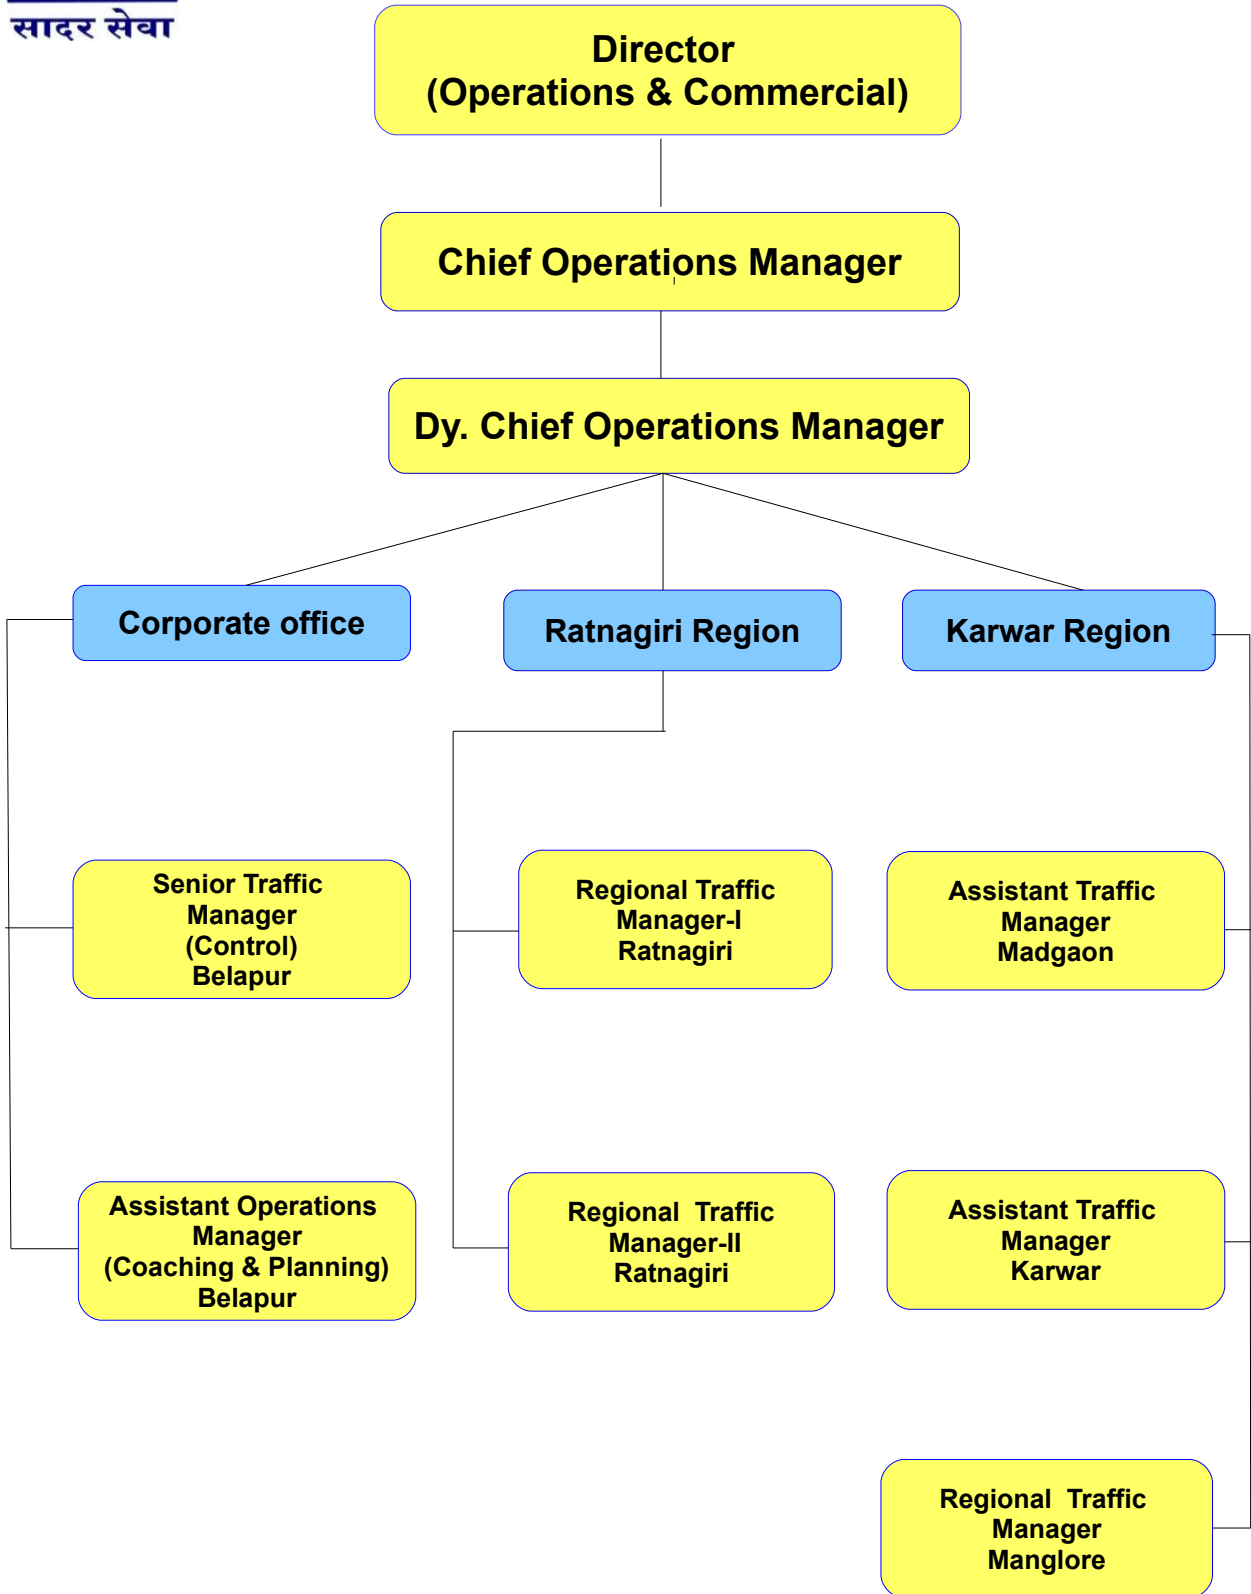 सादर सेवा
Director
(Operations & Commercial)
Chief Operations Manager
Dy. Chief Operations Manager
Corporate office
Ratnagiri Region
Karwar Region
Senior Traffic
Manager
(Control)
Belapur
Regional Traffic
Manager-I
Ratnagiri
Assistant Traffic
Manager
Madgaon
Assistant Operations
Manager
(Coaching & Planning)
Belapur
Regional Traffic
Manager-II
Ratnagiri
Assistant Traffic
Manager
Karwar
Regional Traffic
Manager
Manglore